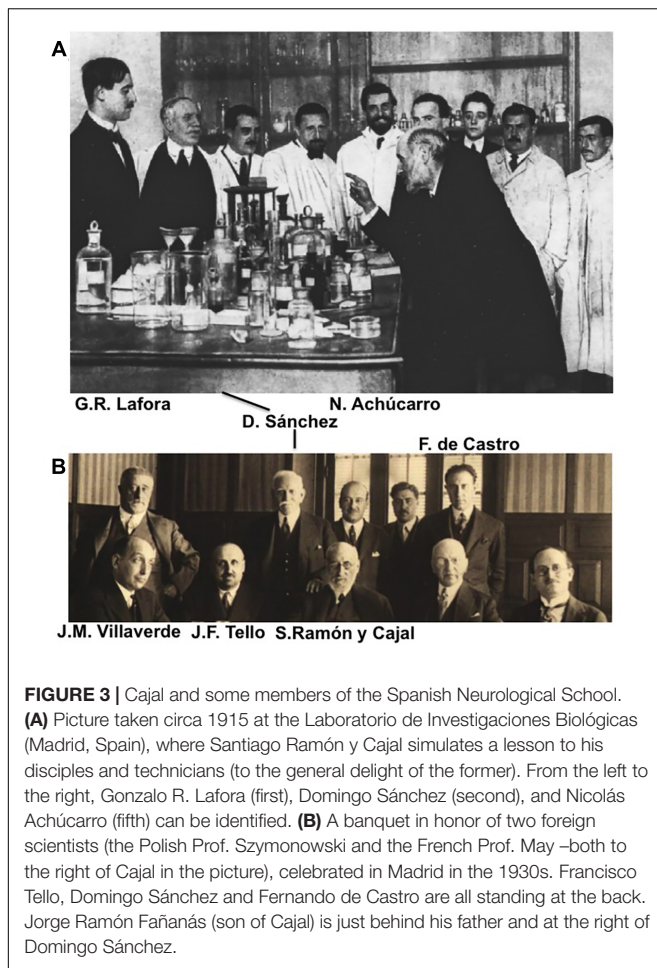 A
G.R. Lafora N. Achúcarro
D. Sánchez
F. de Castro
B
J.M. Villaverde J.F. Tello S.Ramón y Cajal
FIGURE 3 | Cajal and some members of the Spanish Neurological School.
(A) Picture taken circa 1915 at the Laboratorio de Investigaciones Biológicas
(Madrid, Spain), where Santiago Ramón y Cajal simulates a lesson to his
disciples and technicians (to the general delight of the former). From the left to
the right, Gonzalo R. Lafora (first), Domingo Sánchez (second), and Nicolás
Achúcarro (fifth) can be identified. (B) A banquet in honor of two foreign
scientists (the Polish Prof. Szymonowski and the French Prof. May –both to
the right of Cajal in the picture), celebrated in Madrid in the 1930s. Francisco
Tello, Domingo Sánchez and Fernando de Castro are all standing at the back.
Jorge Ramón Fañanás (son of Cajal) is just behind his father and at the right of
Domingo Sánchez.